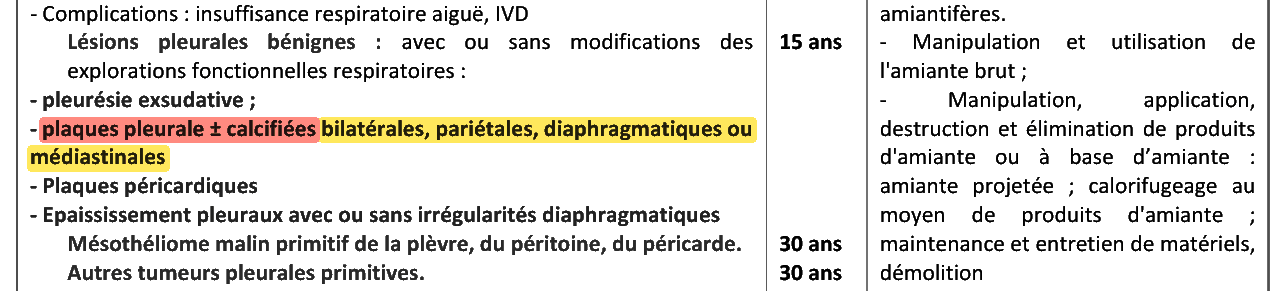 - Complications : insuffisance respiratoire aiguë, IVD
Lésions pleurales bénignes : avec ou sans modifications des
explorations fonctionnelles respiratoires :
- pleurésie exsudative ;
- plaques pleurale ± calcifiées bilatérales, pariétales, diaphragmatiques ou
médiastinales
- Plaques péricardiques
- Epaississement pleuraux avec ou sans irrégularités diaphragmatiques
Mésothéliome malin primitif de la plèvre, du péritoine, du péricarde.
Autres tumeurs pleurales primitives.
15 ans
30 ans
30 ans
amiantifères.
- Manipulation et utilisation de
l'amiante brut ;
- Manipulation, application,
destruction et élimination de produits
d'amiante ou à base d’amiante :
amiante projetée ; calorifugeage au
moyen de produits d'amiante ;
maintenance et entretien de matériels,
démolition